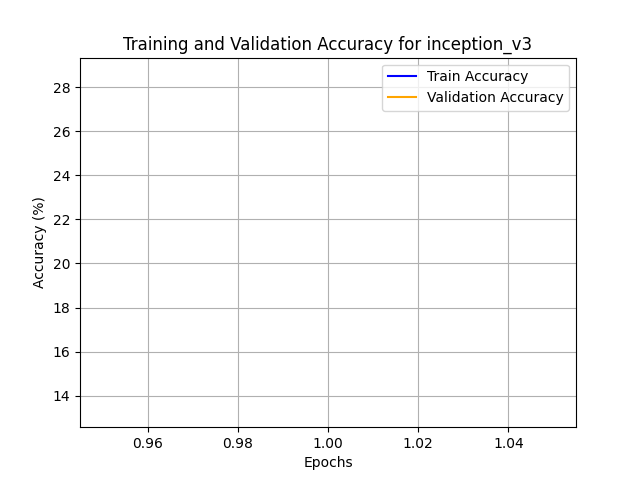 Training and Validation Accuracy for inception_v3
Train Accuracy
Validation Accuracy
Accuracy (%)
28
26
24
22
20
18
16
14
0.96
0.98
1.00
1.02
1.04
Epochs